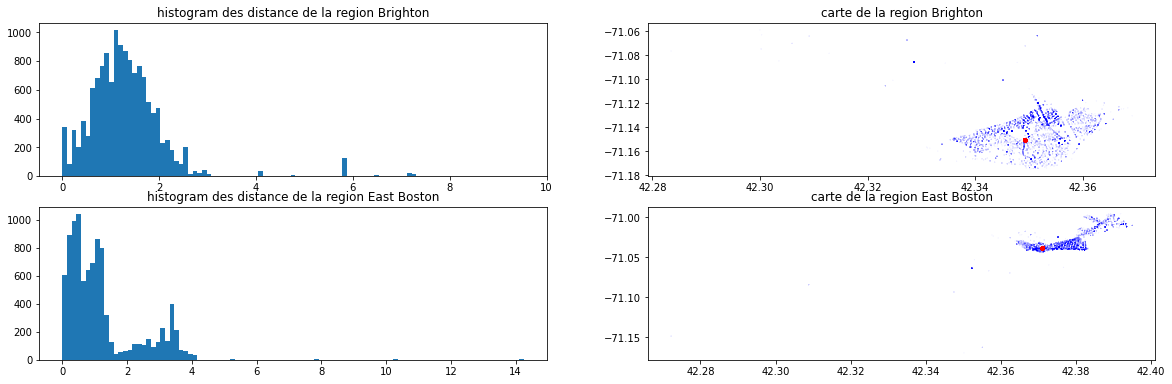 histogram des distance de la region Brighton
1000
800
600
400
200
0
0 2 4 6 8 10
carte de la region Brighton
−71.06
−71.08
−71.10
−71.12
−71.14
−71.16
−71.18
42.28 42.30 42.32 42.34 42.36
histogram des distance de la region East Boston
1000
800
600
400
200
0
0 2 4 6 8 10 12 14
carte de la region East Boston
−71.00
−71.05
−71.10
−71.15
42.28 42.30 42.32 42.34 42.36 42.38 42.40